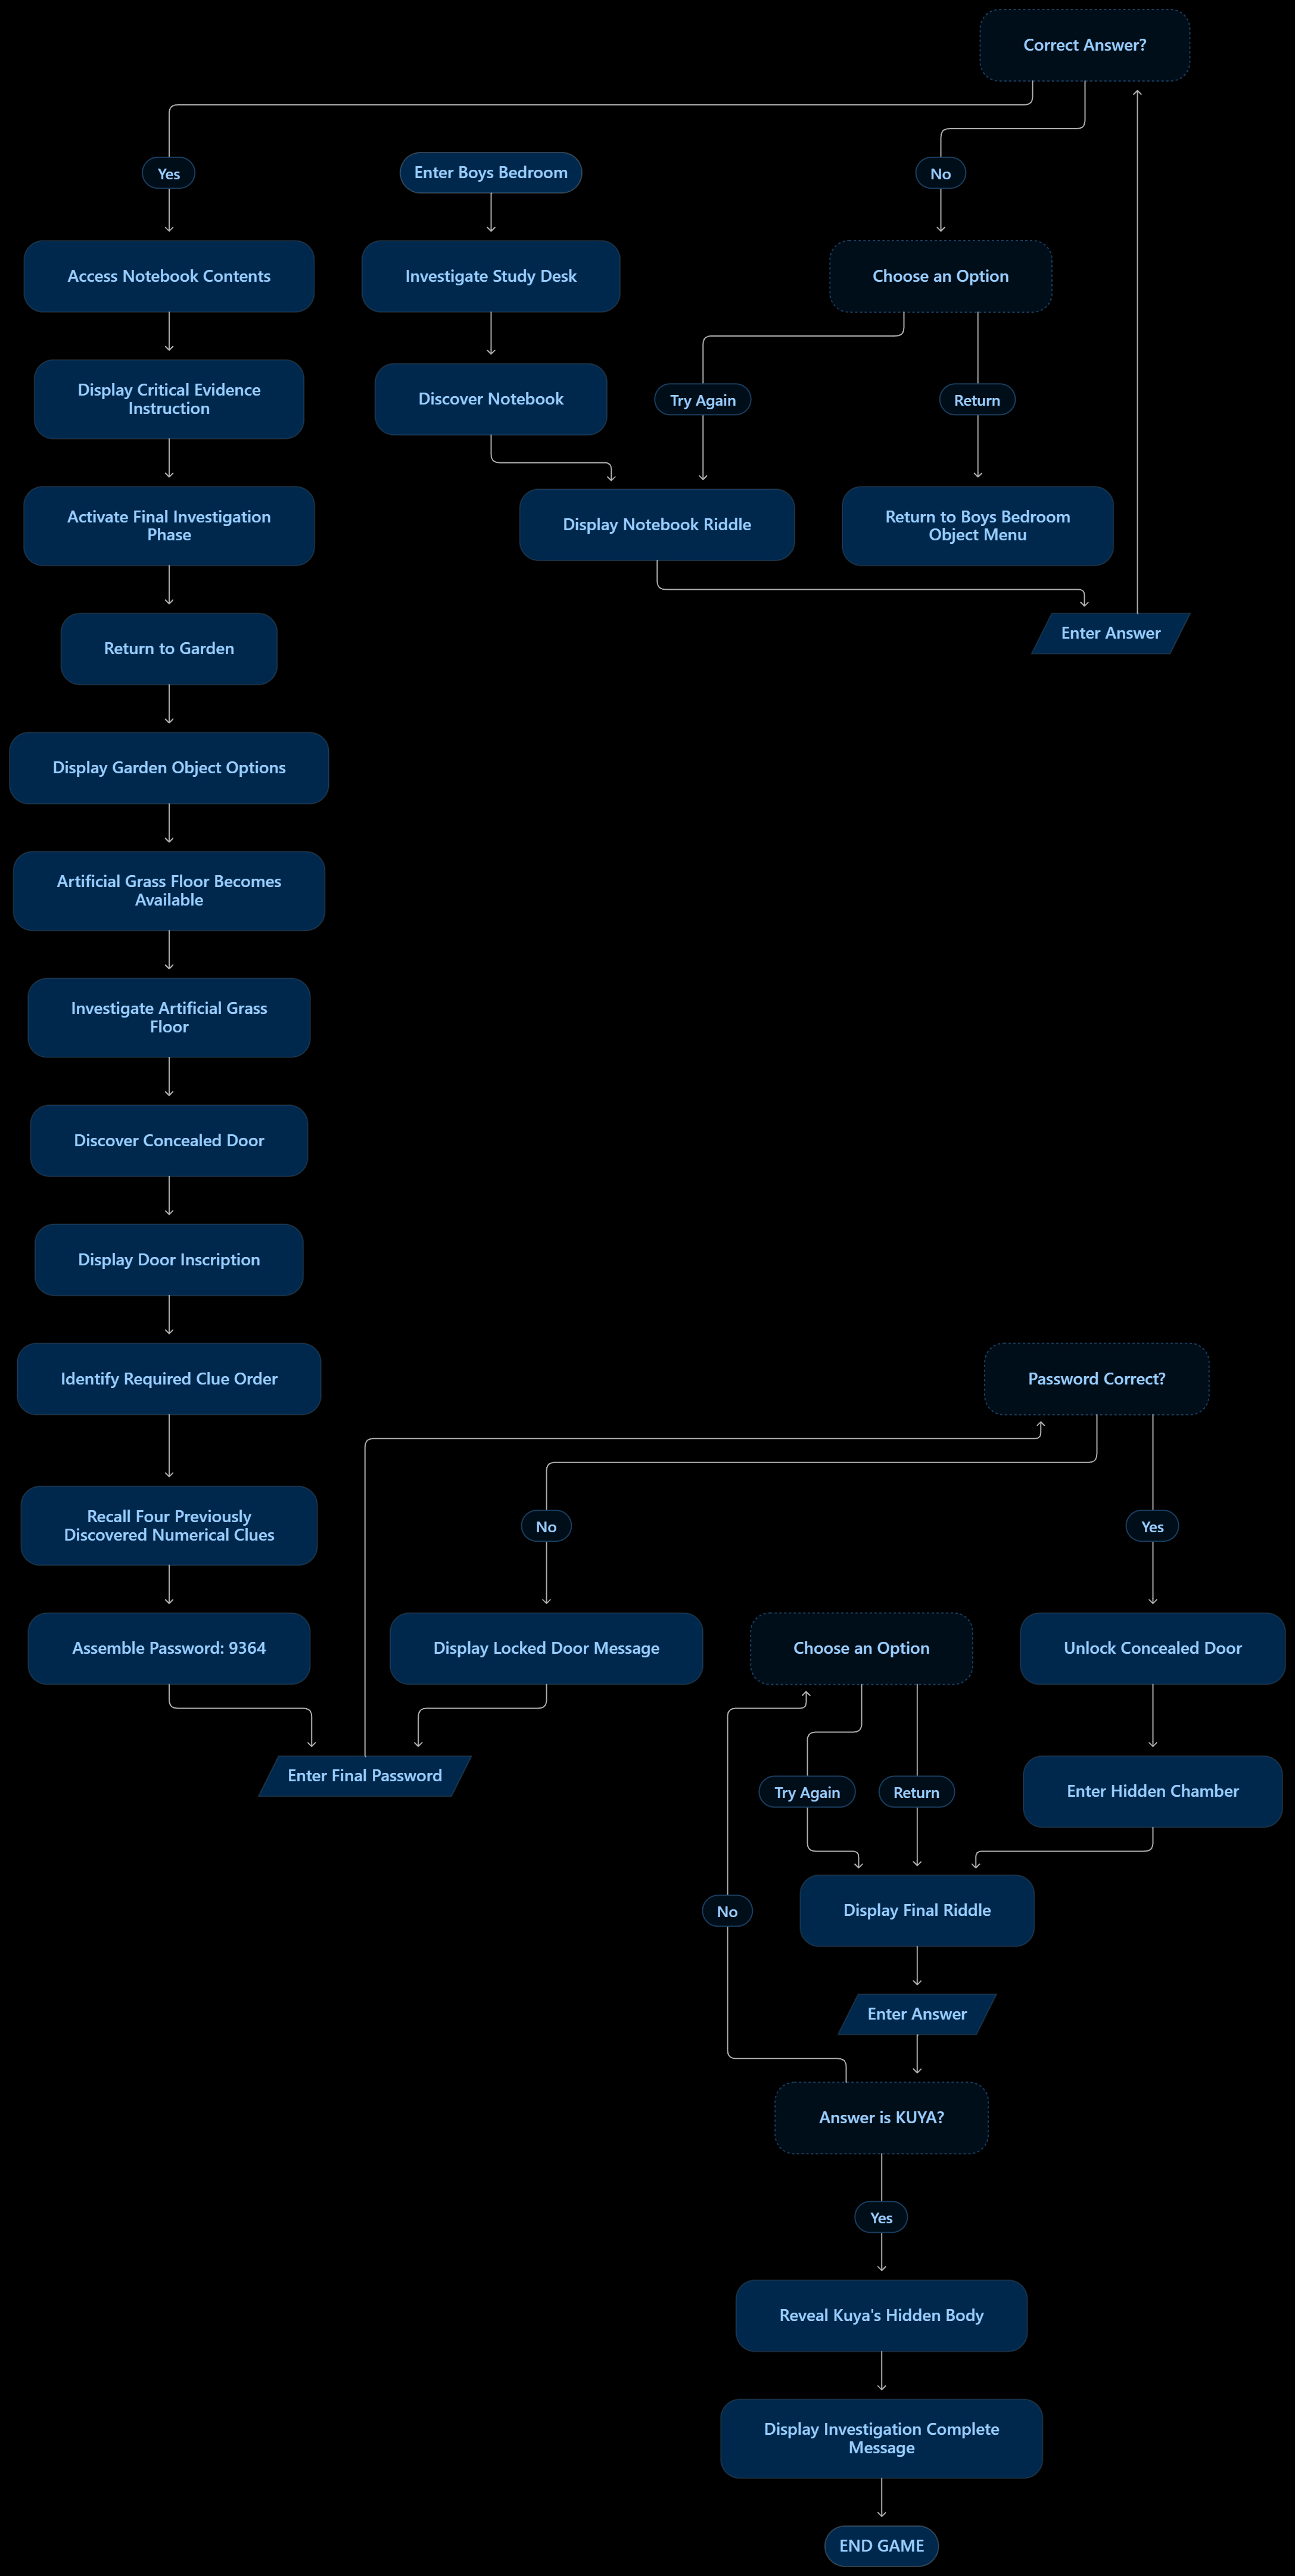 Correct Answer?
Yes
Enter Boys Bedroom
No
Access Notebook Contents
Investigate Study Desk
Choose an Option
Display Critical Evidence
Instruction
Discover Notebook
Try Again
Return
Activate Final Investigation
Phase
Display Notebook Riddle
Return to Boys Bedroom
Object Menu
Return to Garden
Enter Answer
Display Garden Object Options
Artificial Grass Floor Becomes
Available
Investigate Artificial Grass
Floor
Discover Concealed Door
Display Door Inscription
Identify Required Clue Order
Password Correct?
Recall Four Previously
Discovered Numerical Clues
No
Yes
Assemble Password: 9364
Display Locked Door Message
Choose an Option
Unlock Concealed Door
Enter Final Password
Try Again
Return
Enter Hidden Chamber
No
Display Final Riddle
Enter Answer
Answer is KUYA?
Yes
Reveal Kuya's Hidden Body
Display Investigation Complete
Message
END GAME